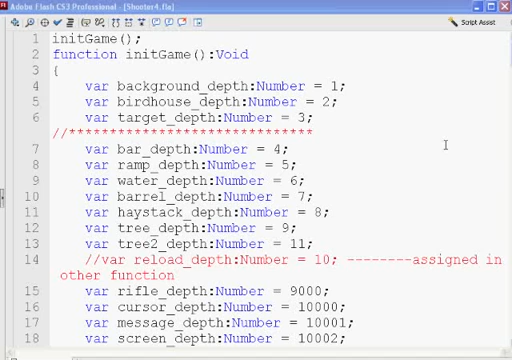 Adobe Flash CS3 Professional - [Shooter4.fla]
Script Assist
1 initGame();
2 function initGame():Void
3 {
4 var background_depth:Number = 1;
5 var birdhouse_depth:Number = 2;
6 var target_depth:Number = 3;
//*****************************
7 var bar_depth:Number = 4;
8 var ramp_depth:Number = 5;
9 var water_depth:Number = 6;
10 var barrel_depth:Number = 7;
11 var haystack_depth:Number = 8;
12 var tree_depth:Number = 9;
13 var tree2_depth:Number = 11;
14 //var reload_depth:Number = 10; --------assigned in
other function
15 var rifle_depth:Number = 9000;
16 var cursor_depth:Number = 10000;
17 var message_depth:Number = 10001;
18 var screen_depth:Number = 10002;